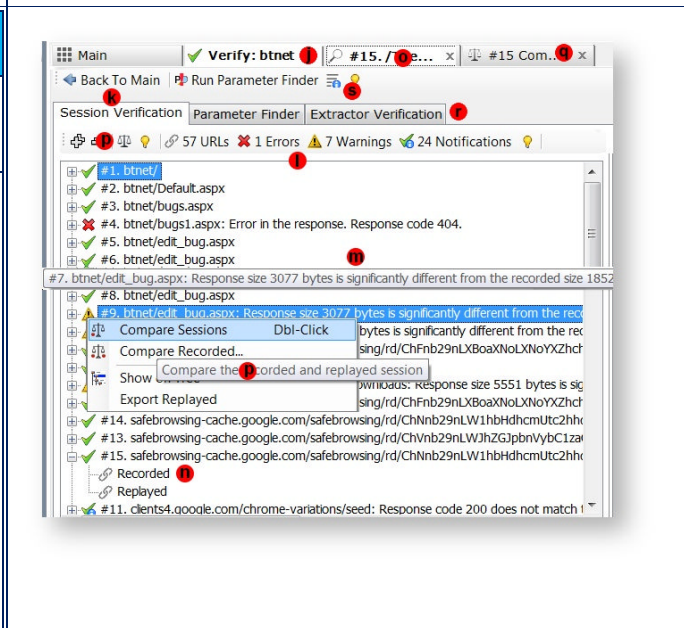 Main Verify: btnet j #15. /T o e... x #15 Com... q x
Back To Main Run Parameter Finder s
k
Session Verification Parameter Finder Extractor Verification r
p 57 URLs 1 Errors 7 Warnings 24 Notifications
l
#1. btnet/
#2. btnet/Default.aspx
#3. btnet/bugs.aspx
#4. btnet/bugs1.aspx: Error in the response. Response code 404.
#5. btnet/edit_bug.aspx
#6. btnet/edit_bug.aspx
m
#7. btnet/edit_bug.aspx: Response size 3077 bytes is significantly different from the recorded size 1852
#8. btnet/edit_bug.aspx
#9. btnet/edit_bug.aspx: Response size 3077 bytes is significantly different from the reco
Compare Sessions Dbl-Click bytes is significantly different from the rec
Compare Recorded... sing/rd/ChFnb29nLXBoaXNoLXNoYXZhch
Compare the p recorded and replayed session
Show ownloads: Response size 5551 bytes is sig
Export Replayed sing/rd/ChFnb29nLXBoaXNoLXNoYXZhch
#14. safebrowsing-cache.google.com/safebrowsing/rd/ChNnb29nLW1hbHdhcmUtc2hhc
#13. safebrowsing-cache.google.com/safebrowsing/rd/ChVnb29nLWJhZGJpbnVybC1za
#15. safebrowsing-cache.google.com/safebrowsing/rd/ChNnb29nLW1hbHdhcmUtc2hhc
Recorded n
Replayed
#11. clients4.google.com/chrome-variations/seed: Response code 200 does not match t